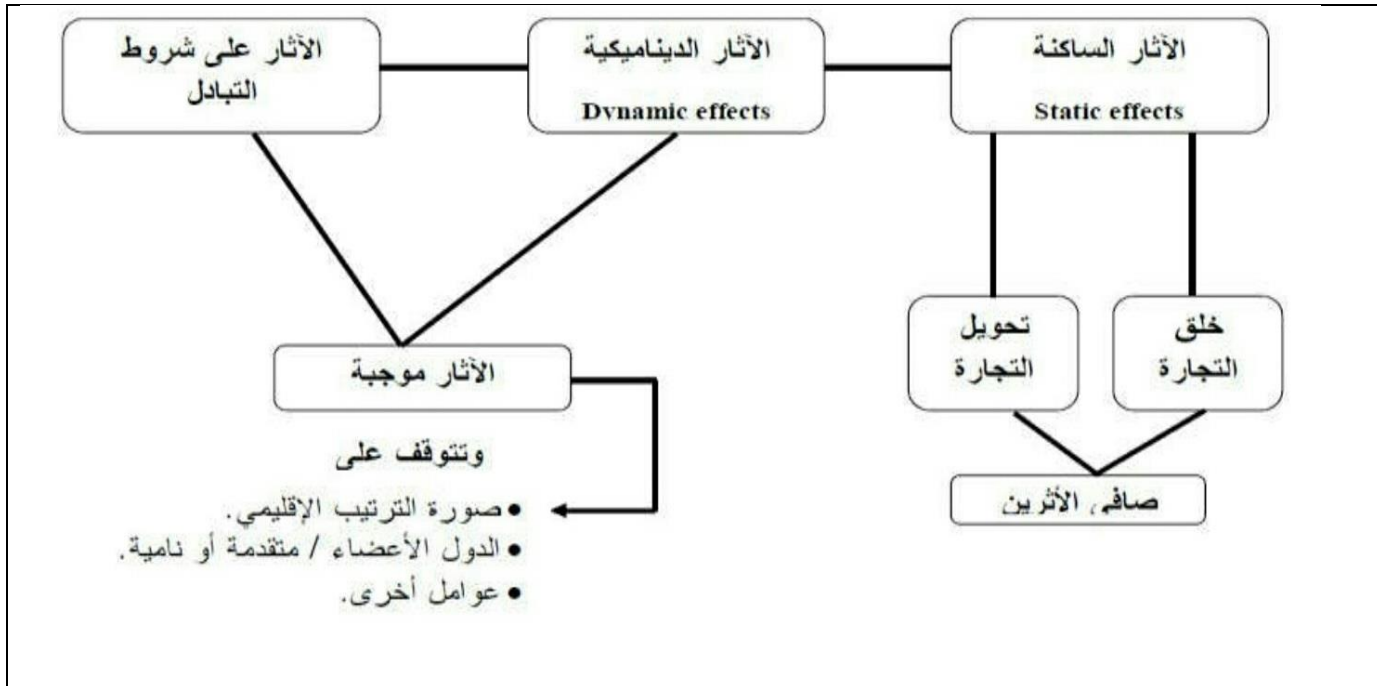 الآثار الساكنة
Static effects
الآثار الديناميكية
Dvnamic effects
الآثار على شروط
التبادل
خلق
التجارة
تحويل
التجارة
صافي الأثرين
الآثار موجبة
وتتوقف على
• صورة الترتيب الإقليمي.
• الدول الأعضاء / متقدمة أو نامية.
• عوامل أخرى.